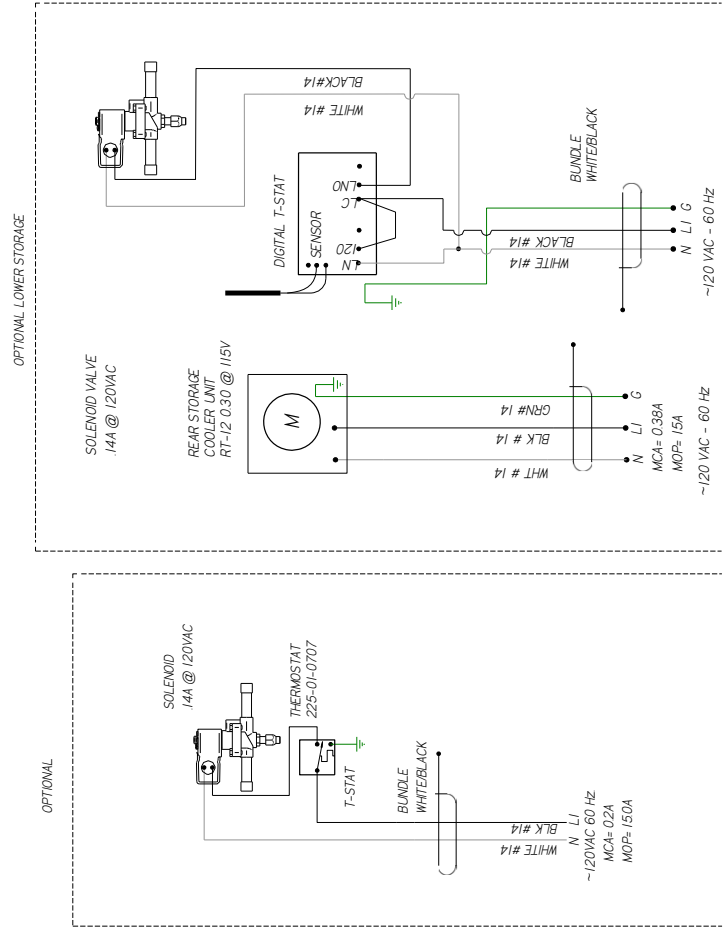 OPTIONAL LOWER STORAGE
SOLENOID VALVE
.14A @ 120VAC
BLACK#14
WHITE #14
DIGITAL T-STAT
SENSOR
LN
120
LC
LNO
BUNDLE
WHITE/BLACK
BLACK #14
WHITE #14
N
L1
G
~120 VAC - 60 Hz
REAR STORAGE
COOLER UNIT
RT-12 0.30 @ 115V
M
GRN# 14
BLK # 14
WHT # 14
N
L1
G
MCA= 0.38A
MOP= 15A
~120 VAC - 60 Hz
OPTIONAL
SOLENOID
.14A @ 120VAC
THERMOSTAT
225-01-0707
T-STAT
BUNDLE
WHITE/BLACK
BLK #14
WHITE #14
N
L1
~120VAC 60 Hz
MCA= 0.2A
MOP= 15.0A